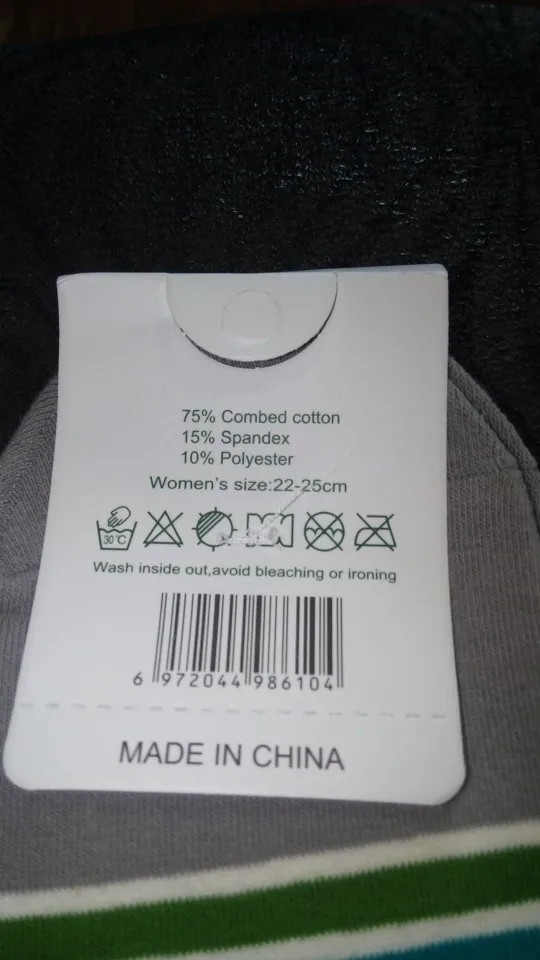 75% Combed cotton
15% Spandex
10% Polyester
Women's size:22-25cm
30°C
Wash inside out,avoid bleaching or ironing
6 972044 986104
MADE IN CHINA